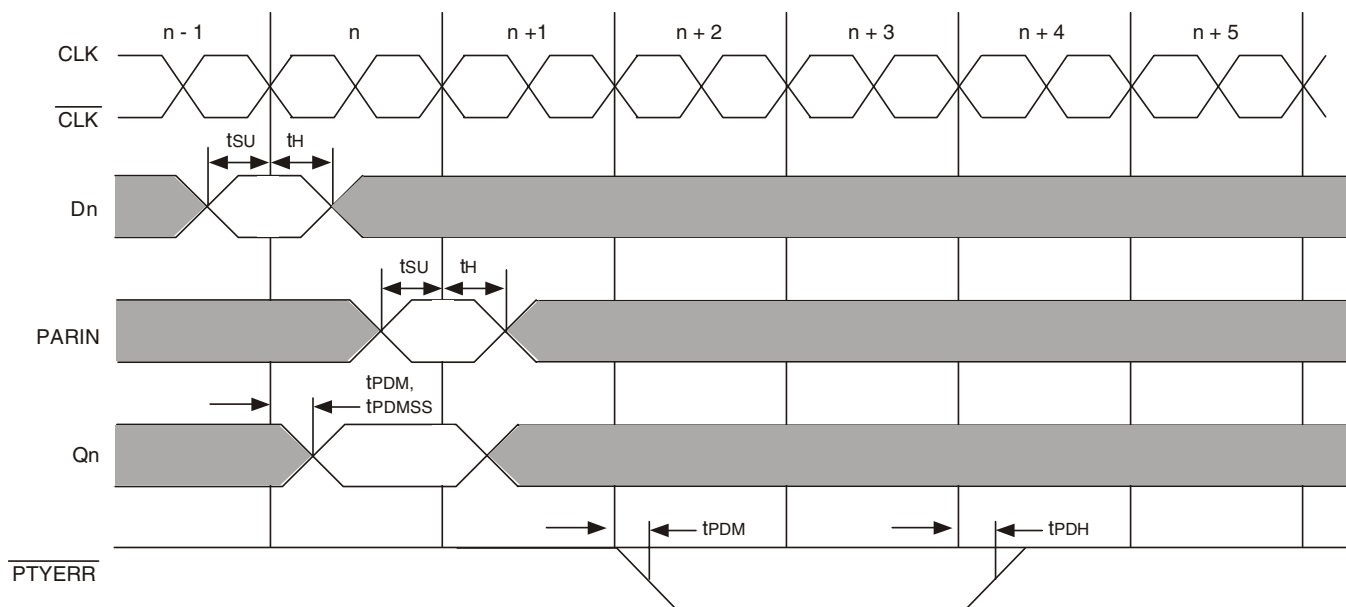 n - 1 n n +1 n + 2 n + 3 n + 4 n + 5
CLK
CLK
tSU tH
Dn
tSU tH
PARIN
tPDM,
tPDMSS
Qn
tPDM tPDH
PTYERR